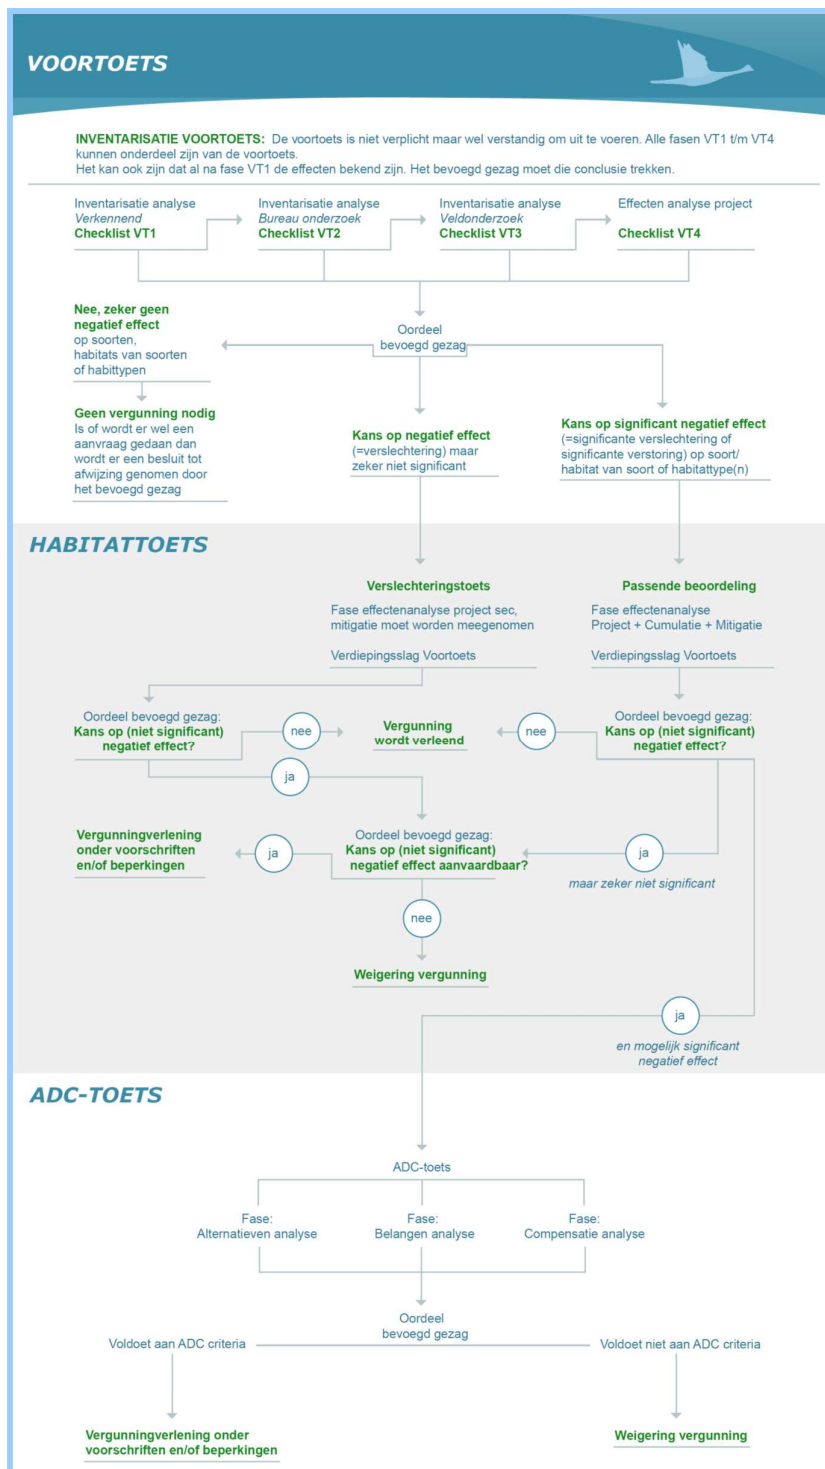 VOORTOETS
INVENTARISATIE VOORTOETS: De voortoets is niet verplicht maar wel verstandig om uit te voeren. Alle fasen VT1 t/m VT4
kunnen onderdeel zijn van de voortoets.
Het kan ook zijn dat al na fase VT1 de effecten bekend zijn. Het bevoegd gezag moet die conclusie trekken.
Inventarisatie analyse
Verkennend
Checklist VT1
Inventarisatie analyse
Bureau onderzoek
Checklist VT2
Inventarisatie analyse
Veldonderzoek
Checklist VT3
Effecten analyse project
Checklist VT4
Nee, zeker geen
negatief effect
op soorten,
habitats van soorten
of habittypen
Oordeel
bevoegd gezag
Geen vergunning nodig
Is of wordt er wel een
aanvraag gedaan dan
wordt er een besluit tot
afwijzing genomen door
het bevoegd gezag
Kans op negatief effect
(=verslechtering) maar
zeker niet significant
Kans op significant negatief effect
(=significante verslechtering of
significante verstoring) op soort/
habitat van soort of habitattype(n)
HABITATTOETS
Verslechteringstoets
Fase effectenanalyse project sec,
mitigatie moet worden meegenomen
Verdiepingsslag Voortoets
Passende beoordeling
Fase effectenanalyse
Project + Cumulatie + Mitigatie
Verdiepingsslag Voortoets
Oordeel bevoegd gezag:
Kans op (niet significant)
negatief effect?
nee
Vergunning
wordt verleend
nee
Oordeel bevoegd gezag:
Kans op (niet significant)
negatief effect?
ja
Vergunningverlening
onder voorschriften
en/of beperkingen
ja
Oordeel bevoegd gezag:
Kans op (niet significant)
negatief effect aanvaardbaar?
ja
maar zeker niet significant
nee
Weigering vergunning
ja
en mogelijk significant
negatief effect
ADC-TOETS
ADC-toets
Fase:
Alternatieven analyse
Fase:
Belangen analyse
Fase:
Compensatie analyse
Oordeel
bevoegd gezag
Voldoet aan ADC criteria
Voldoet niet aan ADC criteria
Vergunningverlening onder
voorschriften en/of beperkingen
Weigering vergunning